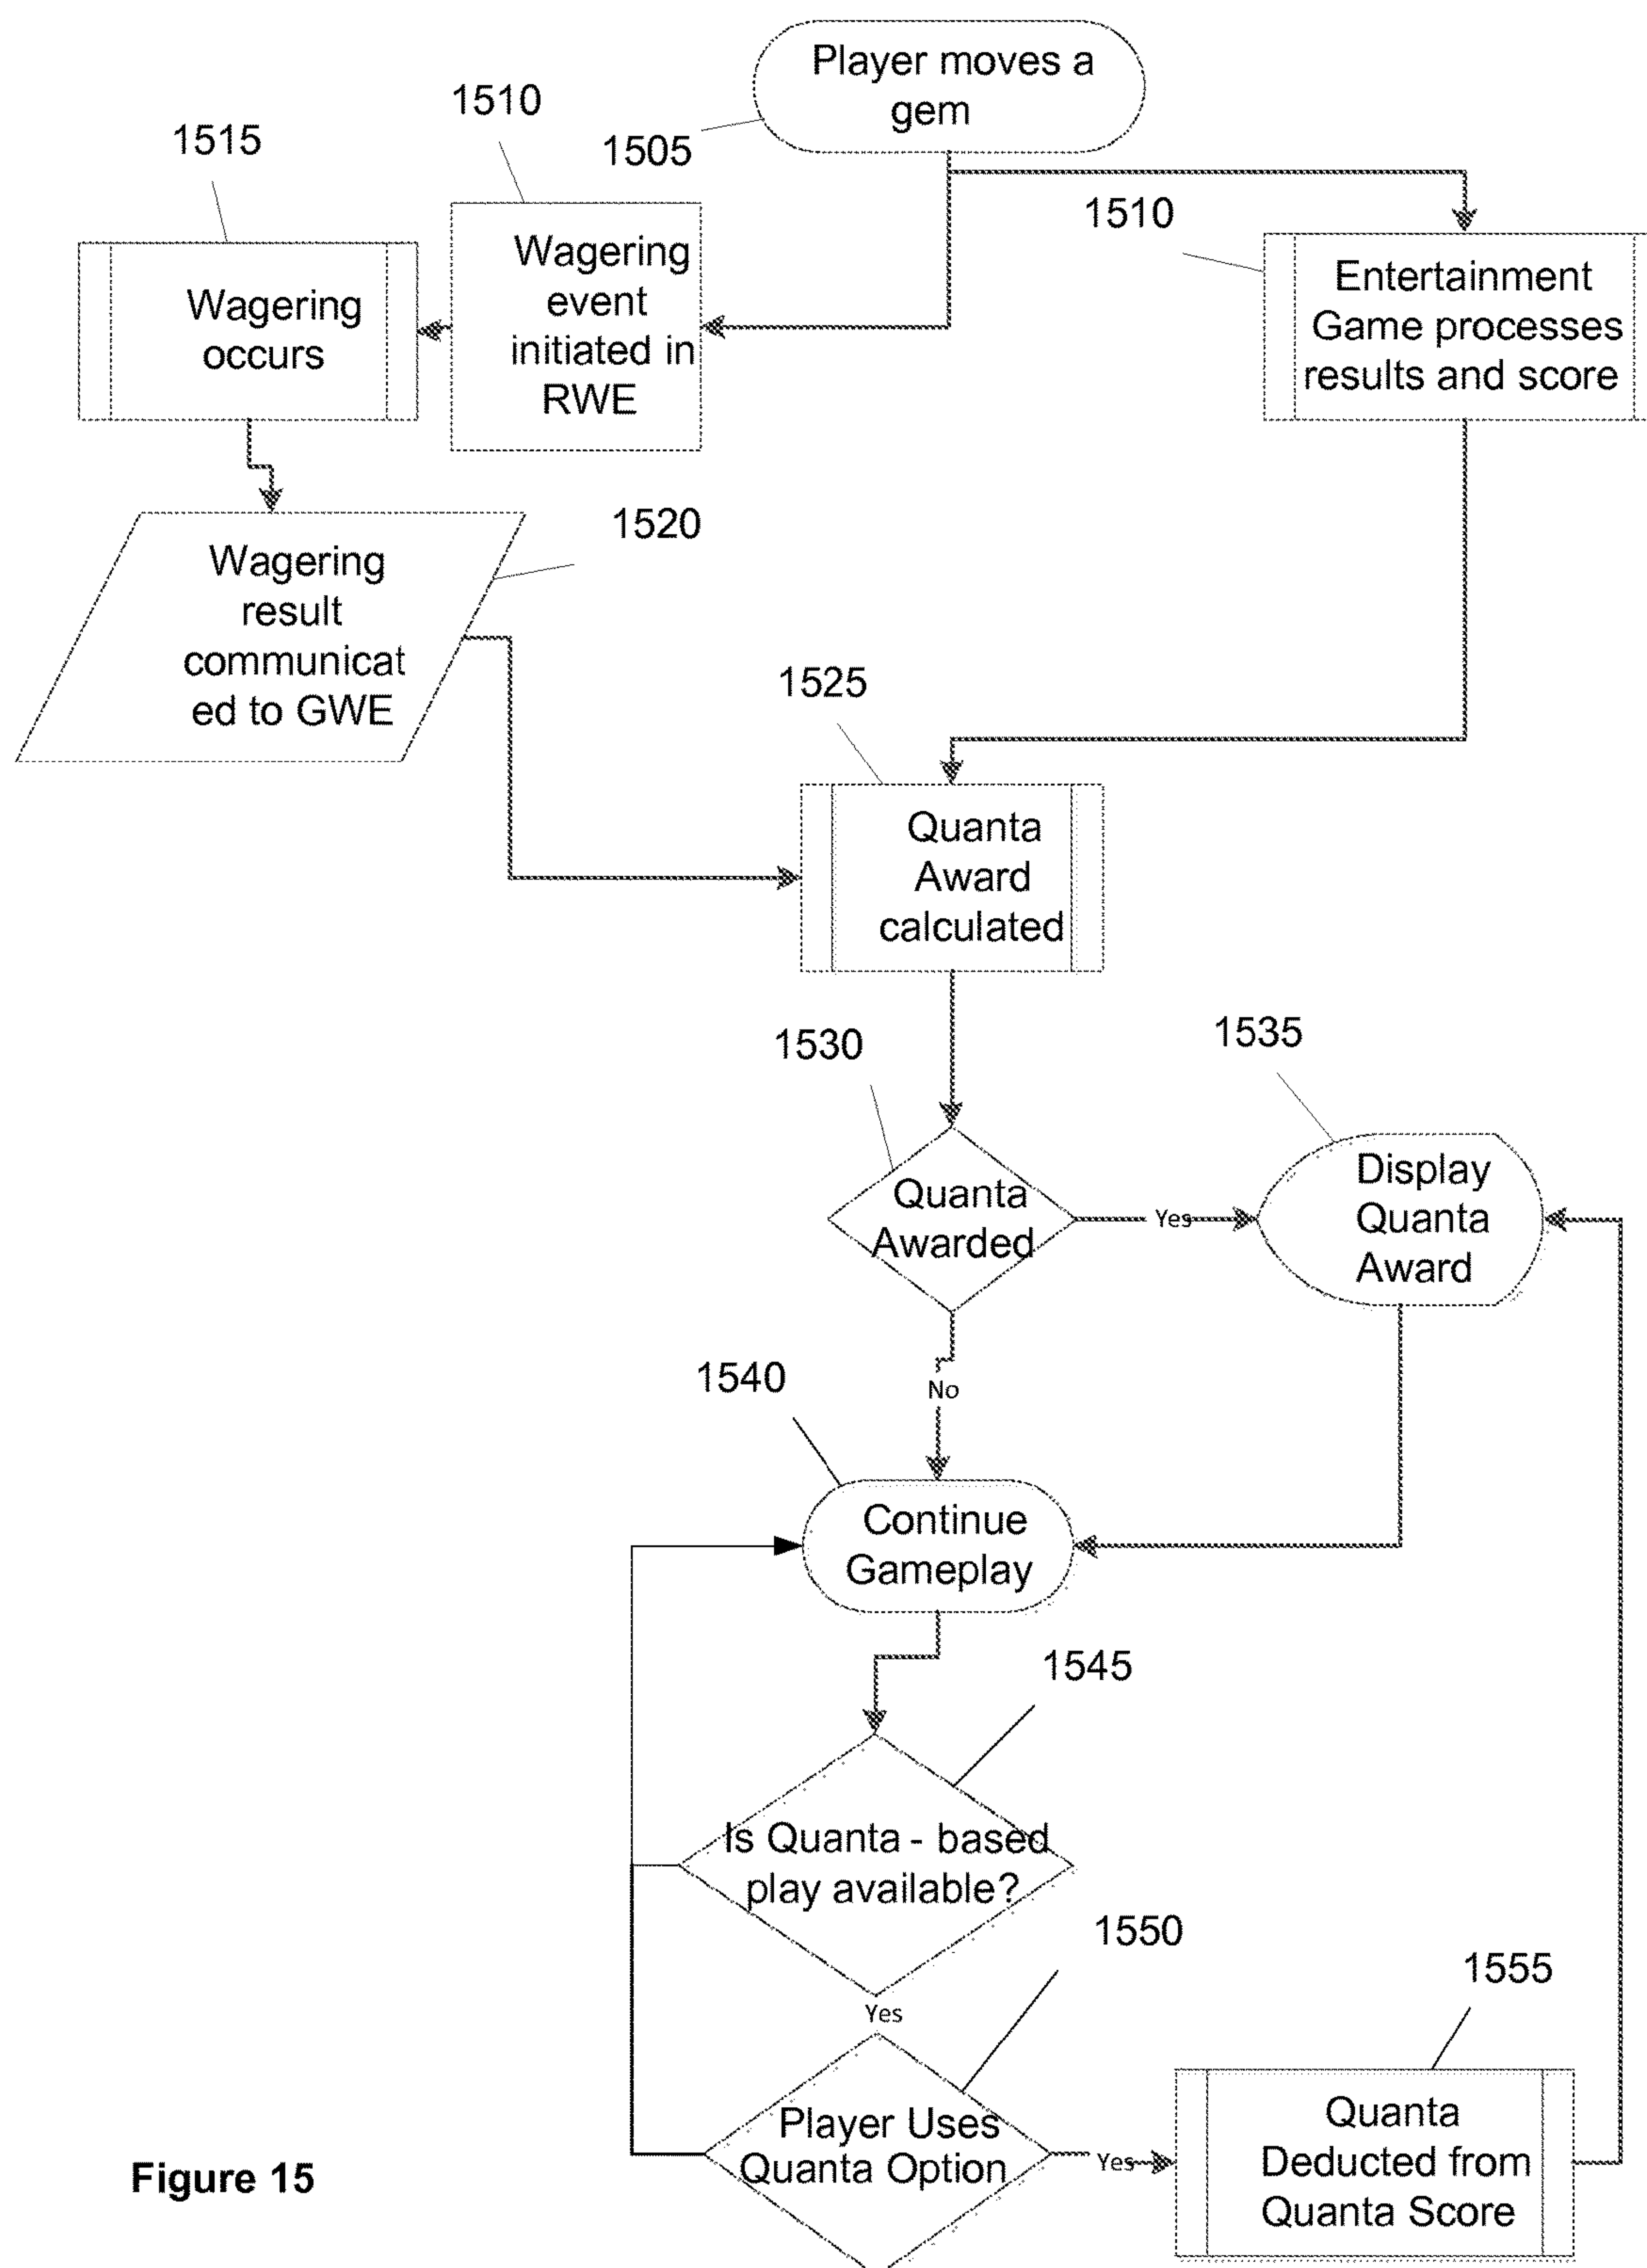 Player moves a
gem
1505
1510
1515
1510
Wagering
event
initiated in
RWE
Wagering
occurs
Entertainment
Game processes
results and score
1520
Wagering
result
communicat
ed to GWE
1525
Quanta
Award
calculated
1530
1535
Quanta
Awarded
Yes
Display
Quanta
Award
No
1540
Continue
Gameplay
1545
Is Quanta - based
play available?
Yes
1550
1555
Player Uses
Quanta Option
Yes
Quanta
Deducted from
Quanta Score
Figure 15